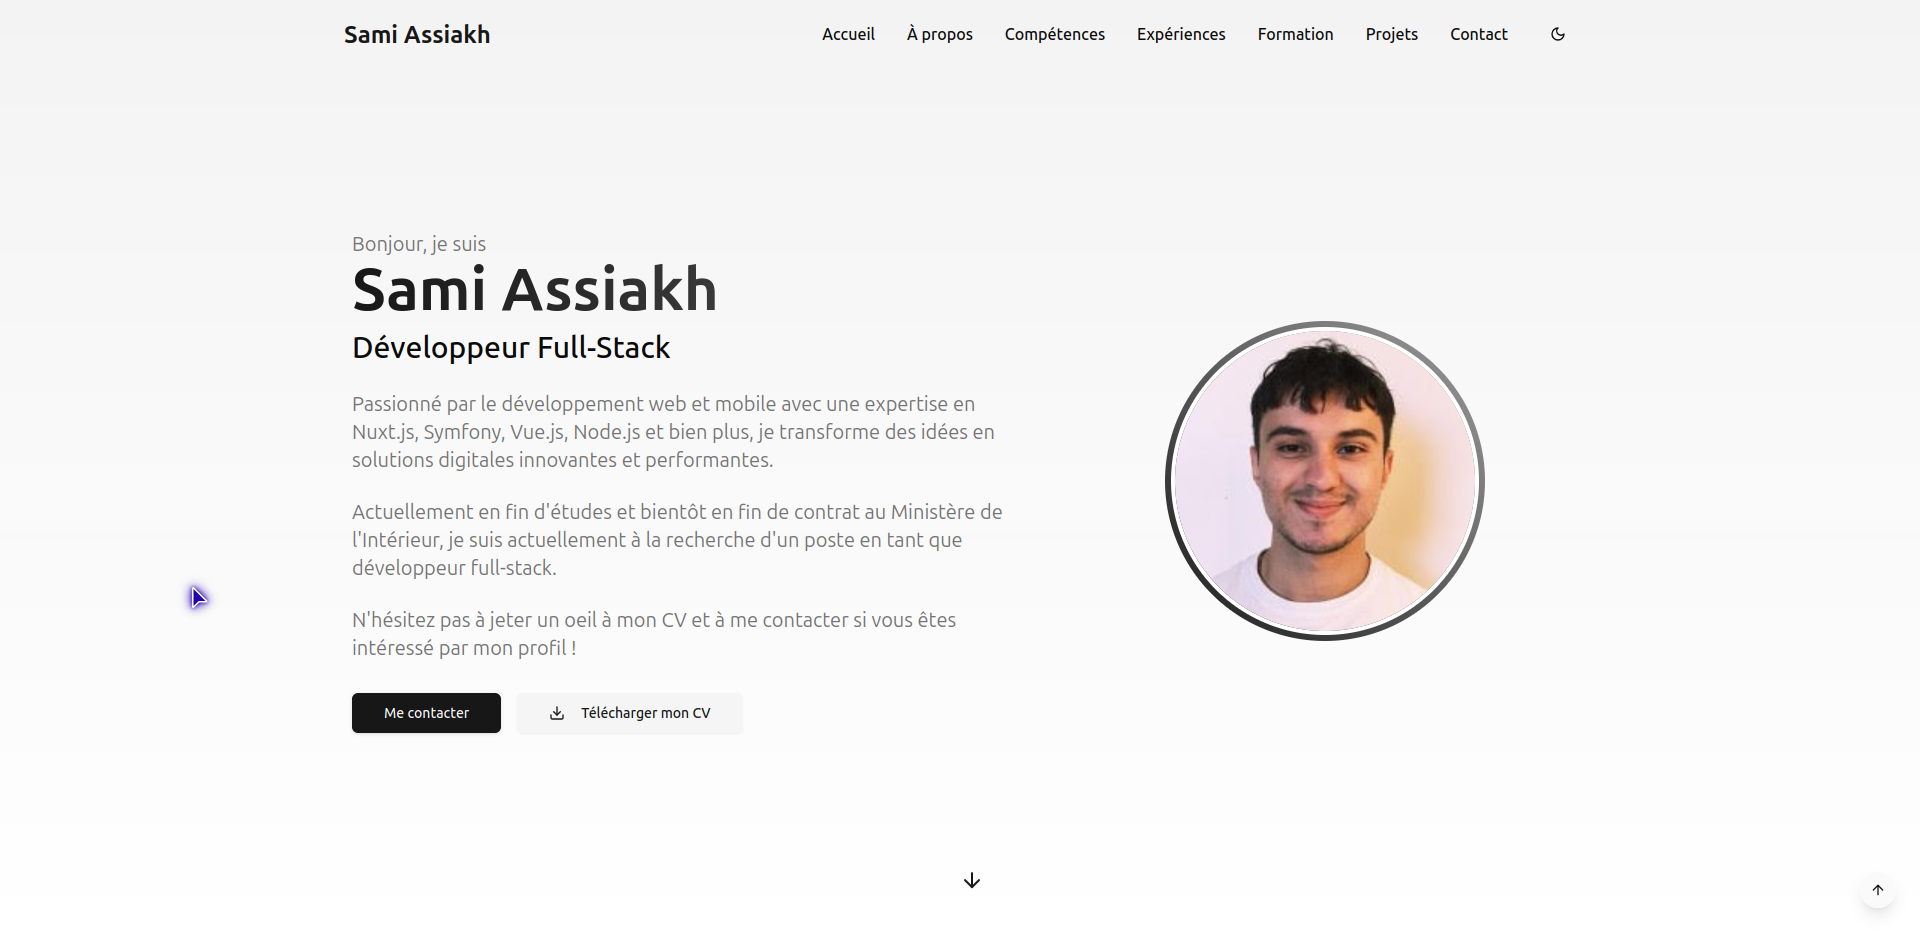 Sami Assiakh
Accueil À propos Compétences Expériences Formation Projets Contact
Bonjour, je suis
Sami Assiakh
Développeur Full-Stack
Passionné par le développement web et mobile avec une expertise en
Nuxt.js, Symfony, Vue.js, Node.js et bien plus, je transforme des idées en
solutions digitales innovantes et performantes.
Actuellement en fin d'études et bientôt en fin de contrat au Ministère de
l'Intérieur, je suis actuellement à la recherche d'un poste en tant que
développeur full-stack.
N'hésitez pas à jeter un oeil à mon CV et à me contacter si vous êtes
intéressé par mon profil !
Me contacter Télécharger mon CV